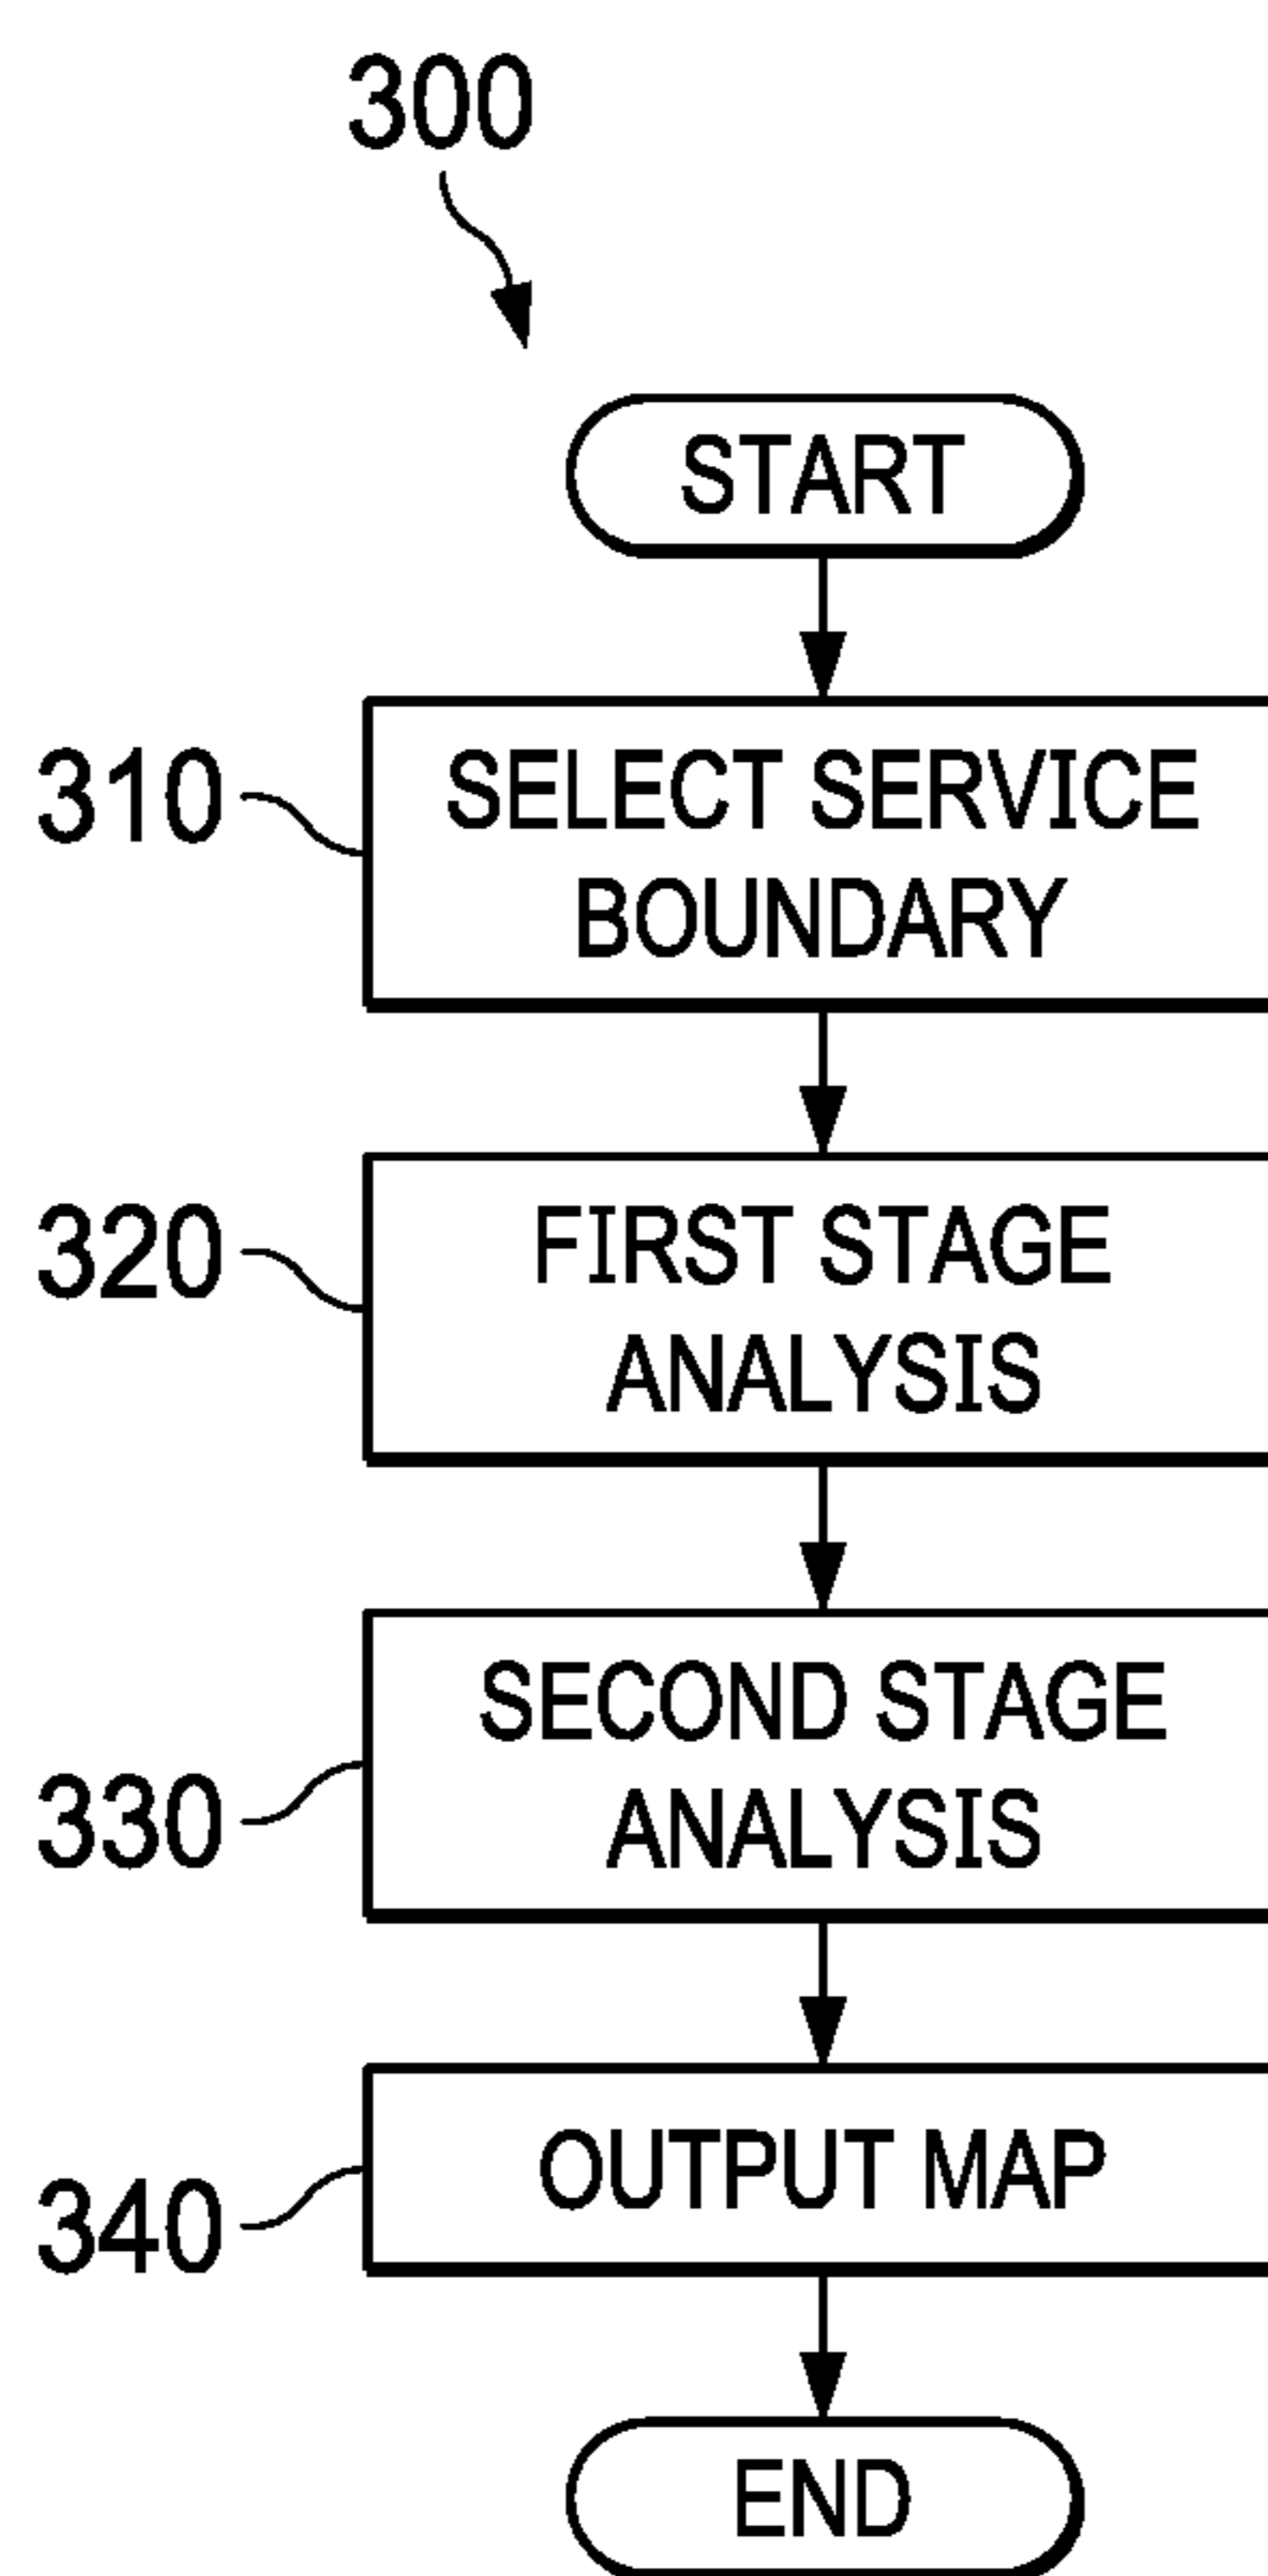 300
START
310
SELECT SERVICE
BOUNDARY
320
FIRST STAGE
ANALYSIS
330
SECOND STAGE
ANALYSIS
340
OUTPUT MAP
END